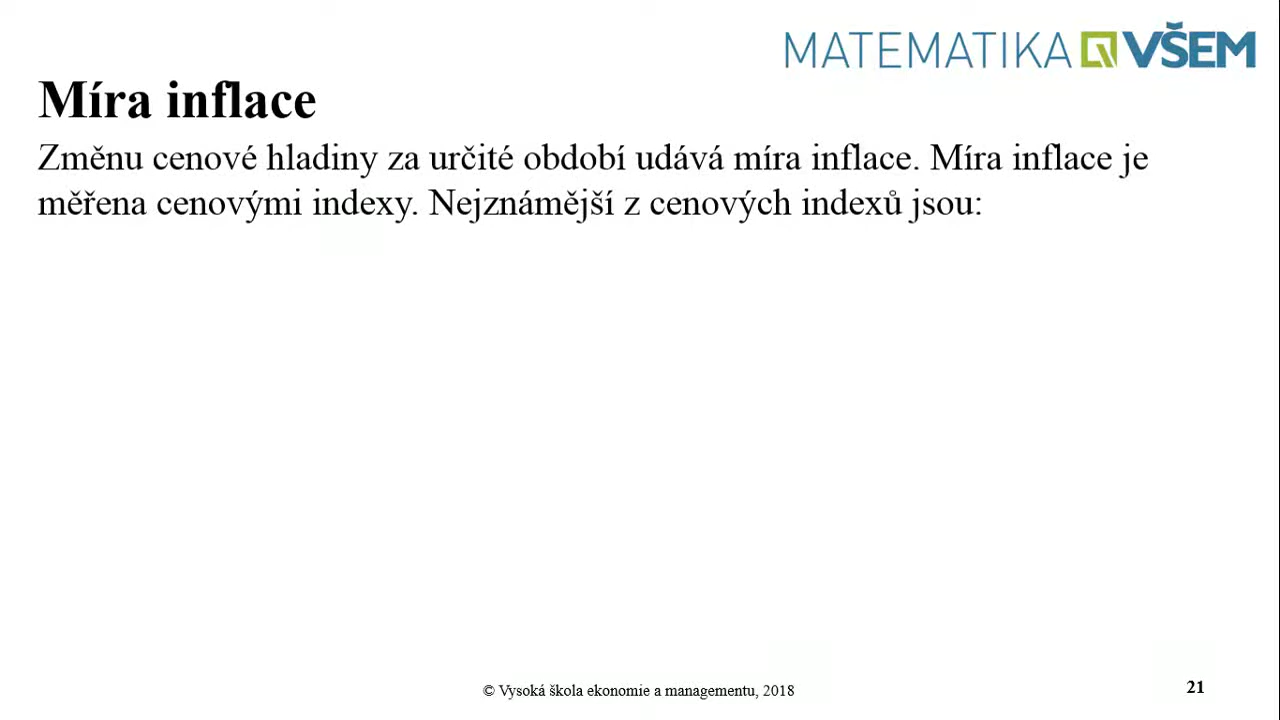 MATEMATIKA VŠEM
Míra inflace
Změnu cenové hladiny za určité období udává míra inflace. Míra inflace je
měřena cenovými indexy. Nejznámější z cenových indexů jsou:
© Vysoká škola ekonomie a managementu, 2018
21